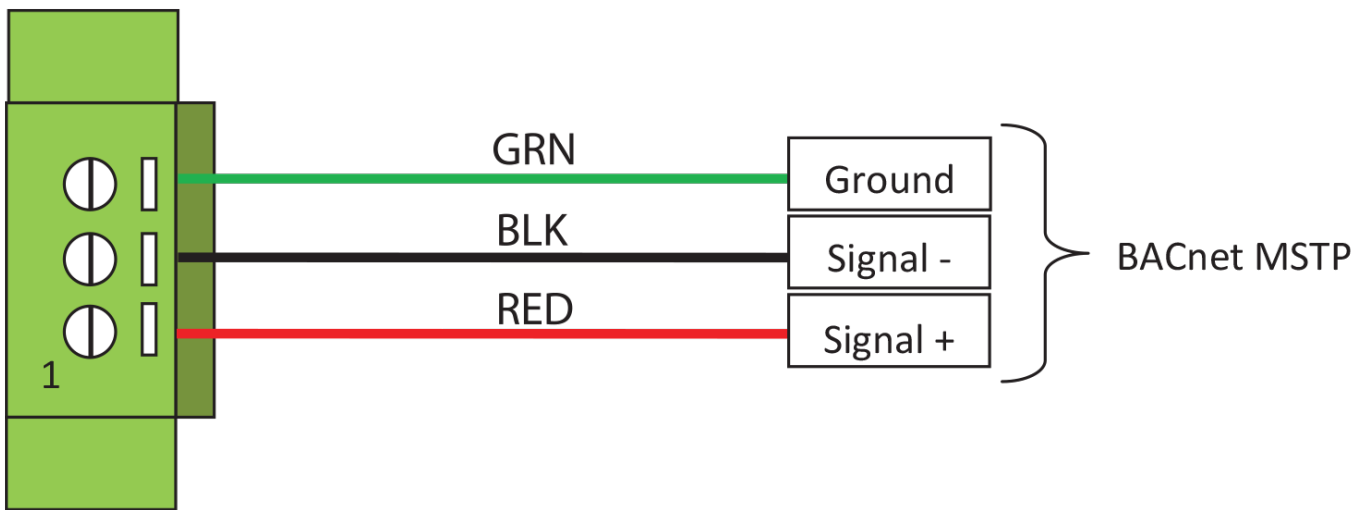 GRN
Ground
BLK
Signal -
BACnet MSTP
RED
Signal +
1